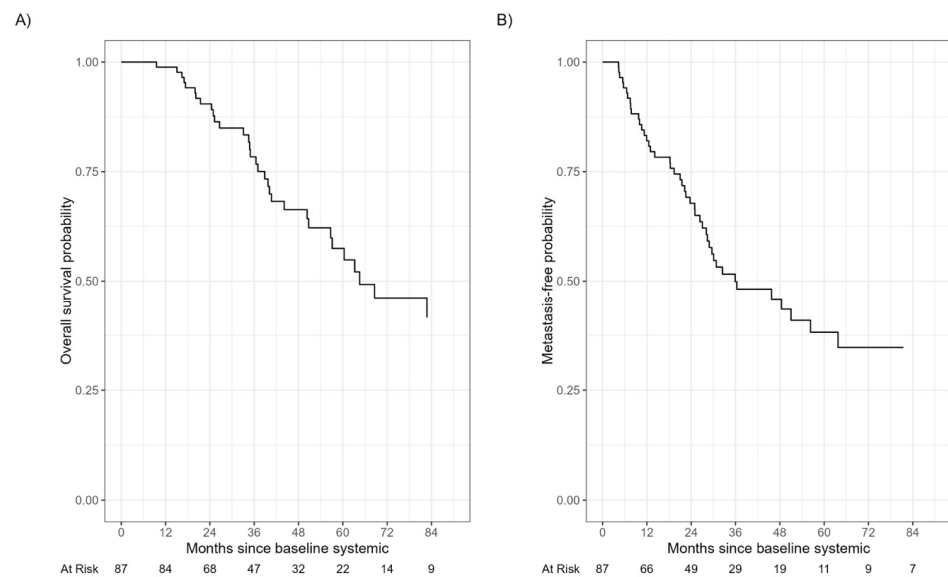 A)
B)
1.00
0.75
0.50
0.25
0.00
Overall survival probability
0 12 24 36 48 60 72 84
Months since baseline systemic
At Risk 87 84 68 47 32 22 14 9
1.00
0.75
0.50
0.25
0.00
Metastasis-free probability
0 12 24 36 48 60 72 84
Months since baseline systemic
At Risk 87 66 49 29 19 11 9 7